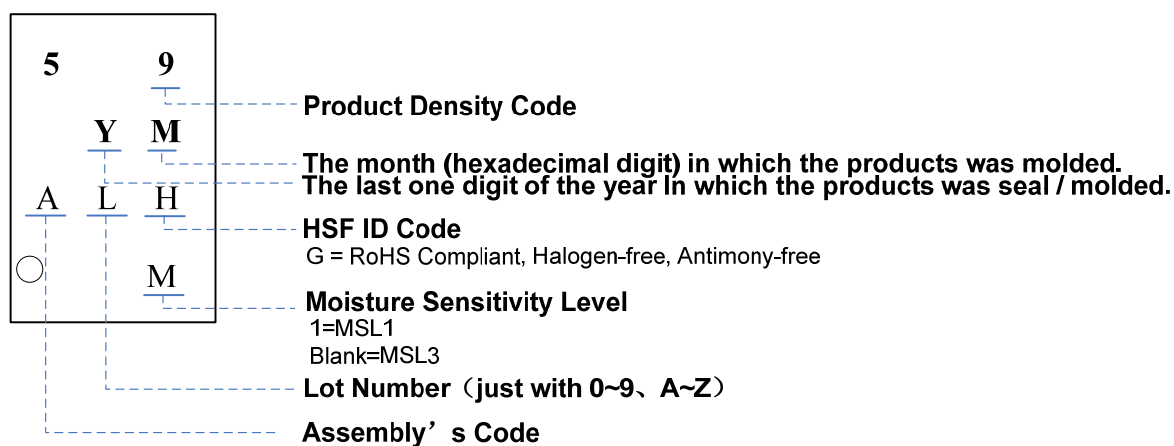 5 9
Product Density Code
Y M
The month (hexadecimal digit) in which the products was molded.
The last one digit of the year in which the products was seal / molded.
A L H
HSF ID Code
G = RoHS Compliant, Halogen-free, Antimony-free
M
Moisture Sensitivity Level
1=MSL1
Blank=MSL3
Lot Number（just with 0~9、A~Z）
Assembly’s Code